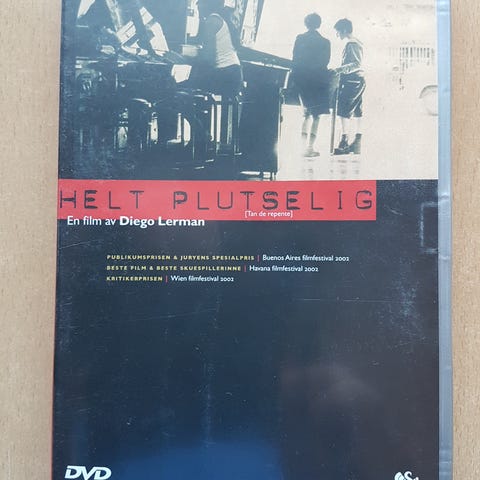 HELT PLUTSELIG
[Tan de repente]
En film av Diego Lerman
PUBLIKUMSPRISEN & JURYENS SPESIALPRIS | Buenos Aires filmfestival 2002
BESTE FILM & BESTE SKUESPILLERINNE | Havana filmfestival 2002
KRITIKERPRISEN | Wien filmfestival 2002
DVD